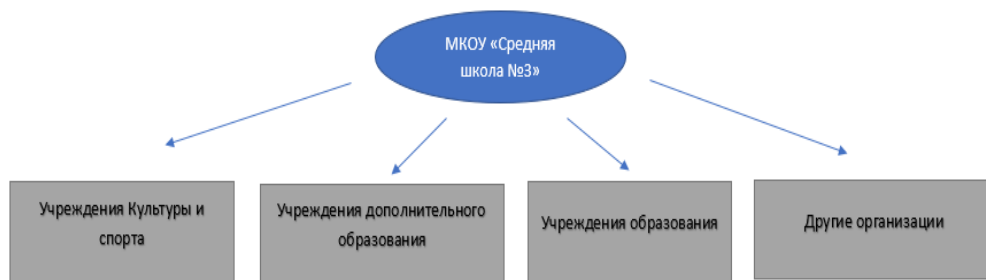 МКОУ «Средняя
школа №3»
Учреждения Культуры и
спорта
Учреждения дополнительного
образования
Учреждения образования
Другие организации